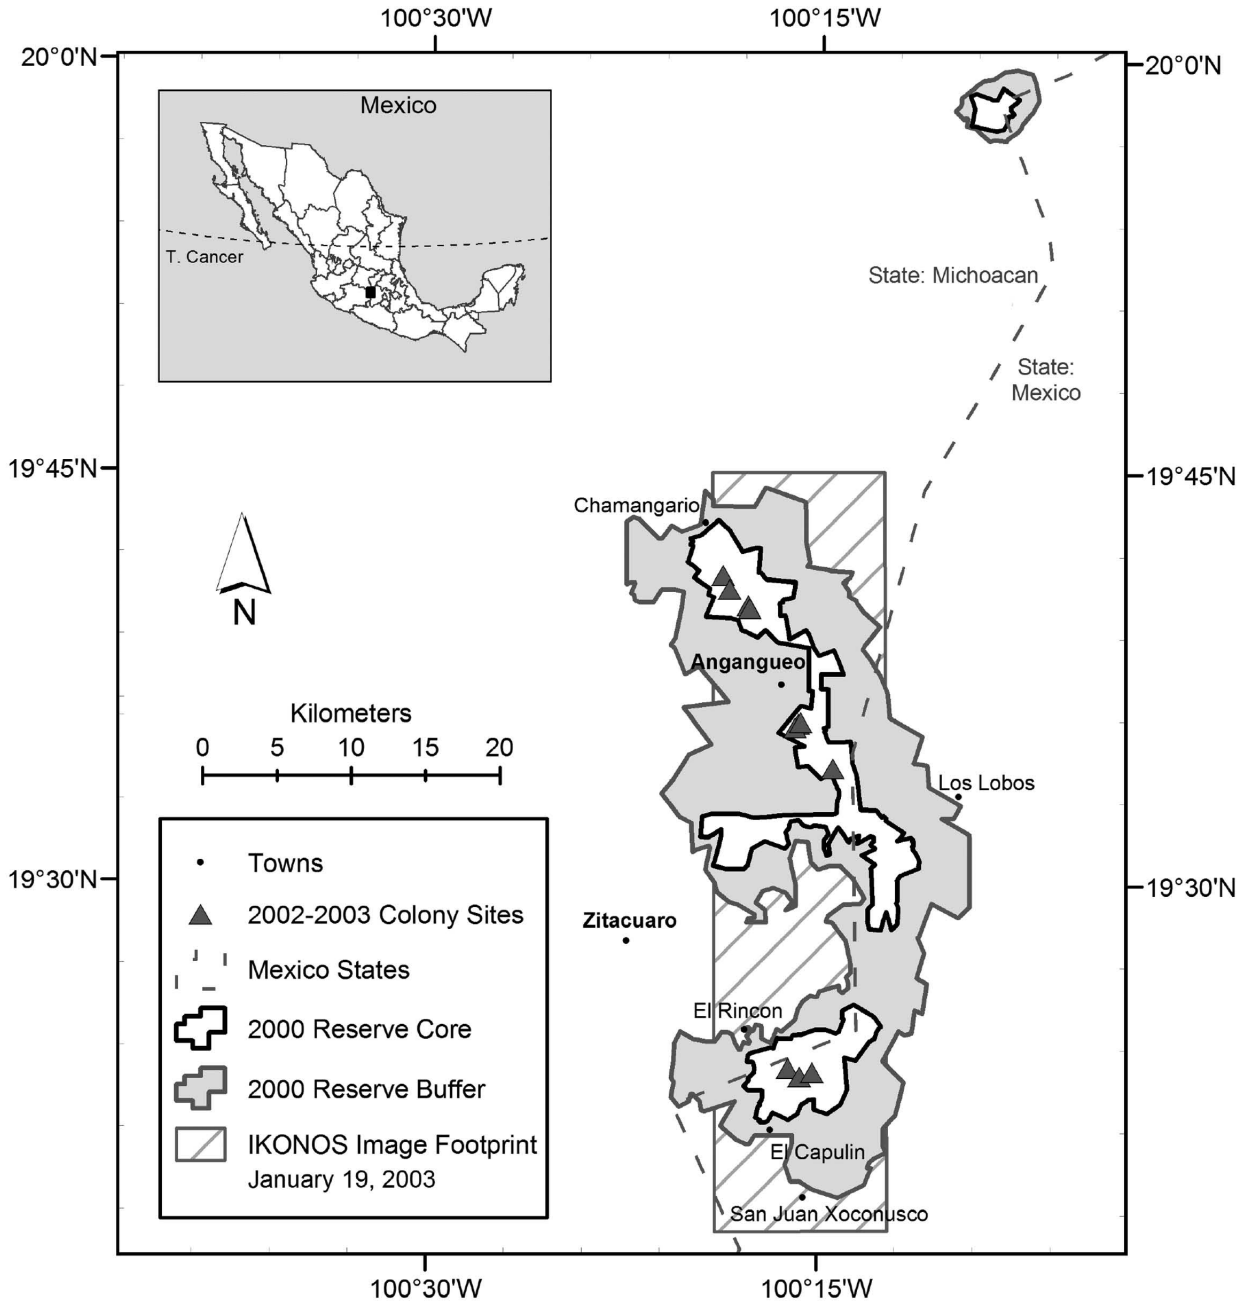 100°30'W
100°15'W
20°0'N
20°0'N
Mexico
T. Cancer
State: Michoacan
State:
Mexico
19°45'N
19°45'N
Chamangario
N
Angangueo
Kilometers
0 5 10 15 20
Los Lobos
Towns
19°30'N
19°30'N
2002-2003 Colony Sites
Zitacuaro
Mexico States
El Rincon
2000 Reserve Core
2000 Reserve Buffer
IKONOS Image Footprint
January 19, 2003
El Capulin
San Juan Xoconusco
100°30'W
100°15'W